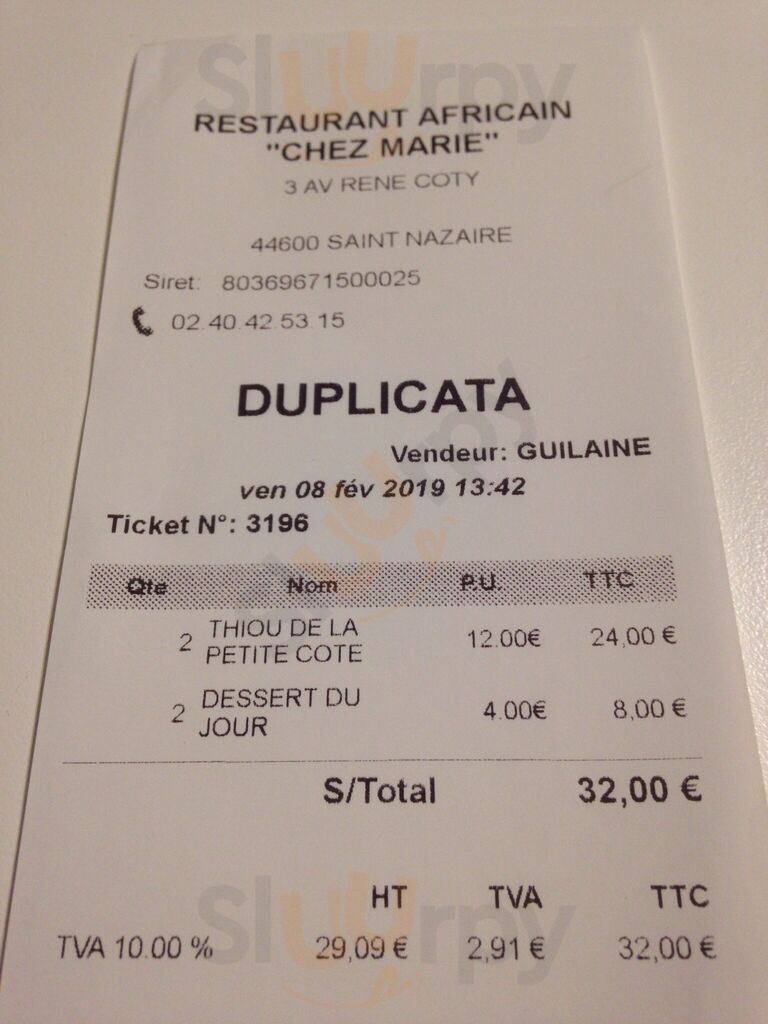 Sluurpy
RESTAURANT AFRICAIN
"CHEZ MARIE"
3 AV RENE COTY
44600 SAINT NAZAIRE
Siret: 80369671500025
02.40.42.53.15
DUPLICATA
Sluurpy
Vendeur: GUILAINE
ven 08 fév 2019 13:42
Ticket N°: 3196
Qte Nom P.U. TTC
2 THIOU DE LA PETITE COTE 12.00€ 24,00 €
2 DESSERT DU JOUR 4.00€ 8,00 €
S/Total 32,00 €
HT TVA TTC
TVA 10.00 % 29,09 € 2,91 € 32,00 €
Sluurpy